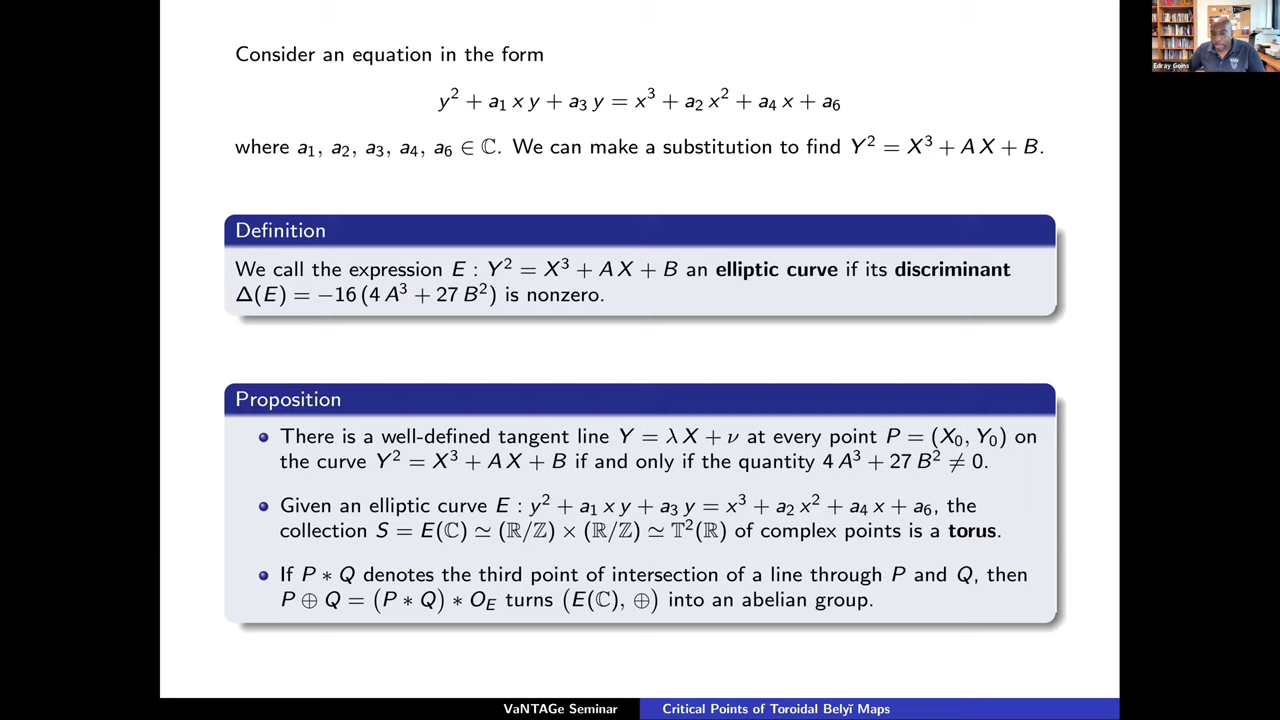 Consider an equation in the form
y² + a₁ x y + a₃ y = x³ + a₂ x² + a₄ x + a₆
where a₁, a₂, a₃, a₄, a₆ ∈ ℂ. We can make a substitution to find Y² = X³ + A X + B.
Definition
We call the expression E : Y² = X³ + A X + B an elliptic curve if its discriminant
Δ(E) = −16 (4 A³ + 27 B²) is nonzero.
Proposition
• There is a well-defined tangent line Y = λ X + ν at every point P = (X₀, Y₀) on
the curve Y² = X³ + A X + B if and only if the quantity 4 A³ + 27 B² ≠ 0.
• Given an elliptic curve E : y² + a₁ x y + a₃ y = x³ + a₂ x² + a₄ x + a₆, the
collection S = E(ℂ) ≃ (ℝ/ℤ) × (ℝ/ℤ) ≃ 𝕋²(ℝ) of complex points is a torus.
• If P ∗ Q denotes the third point of intersection of a line through P and Q, then
P ⊕ Q = (P ∗ Q) ∗ O_E turns (E(ℂ), ⊕) into an abelian group.
VaNTAGe Seminar
Critical Points of Toroidal Belyĭ Maps
Edray Goins